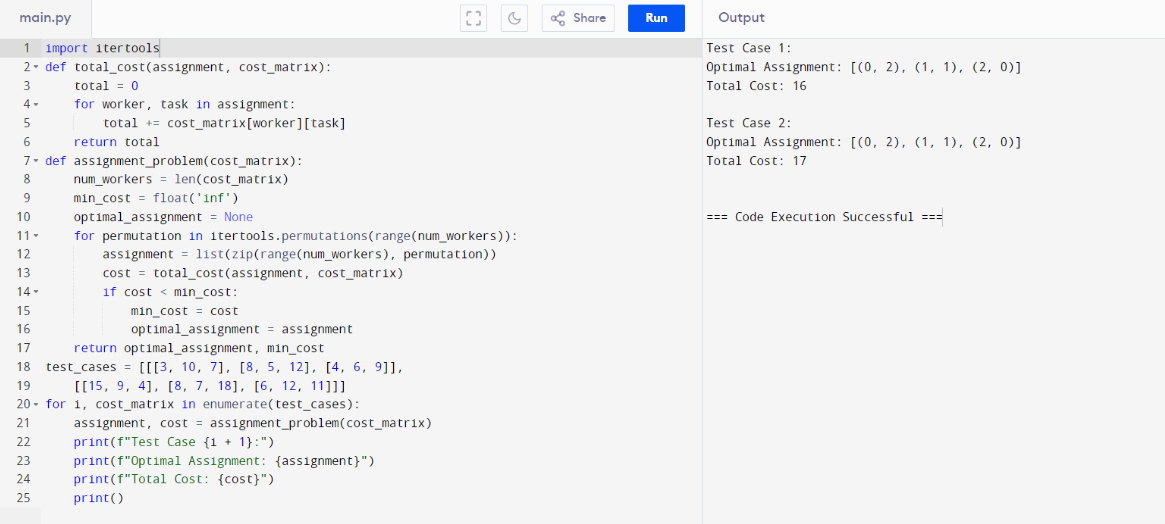 main.py
Share
Run
Output
1 import itertools
2 def total_cost(assignment, cost_matrix):
3     total = 0
4     for worker, task in assignment:
5         total += cost_matrix[worker][task]
6     return total
7 def assignment_problem(cost_matrix):
8     num_workers = len(cost_matrix)
9     min_cost = float('inf')
10     optimal_assignment = None
11     for permutation in itertools.permutations(range(num_workers)):
12         assignment = list(zip(range(num_workers), permutation))
13         cost = total_cost(assignment, cost_matrix)
14         if cost < min_cost:
15             min_cost = cost
16             optimal_assignment = assignment
17     return optimal_assignment, min_cost
18 test_cases = [[[3, 10, 7], [8, 5, 12], [4, 6, 9]],
19     [[15, 9, 4], [8, 7, 18], [6, 12, 11]]]
20 for i, cost_matrix in enumerate(test_cases):
21     assignment, cost = assignment_problem(cost_matrix)
22     print(f"Test Case {i + 1}:")
23     print(f"Optimal Assignment: {assignment}")
24     print(f"Total Cost: {cost}")
25     print()
Test Case 1:
Optimal Assignment: [(0, 2), (1, 1), (2, 0)]
Total Cost: 16
Test Case 2:
Optimal Assignment: [(0, 2), (1, 1), (2, 0)]
Total Cost: 17
=== Code Execution Successful ===